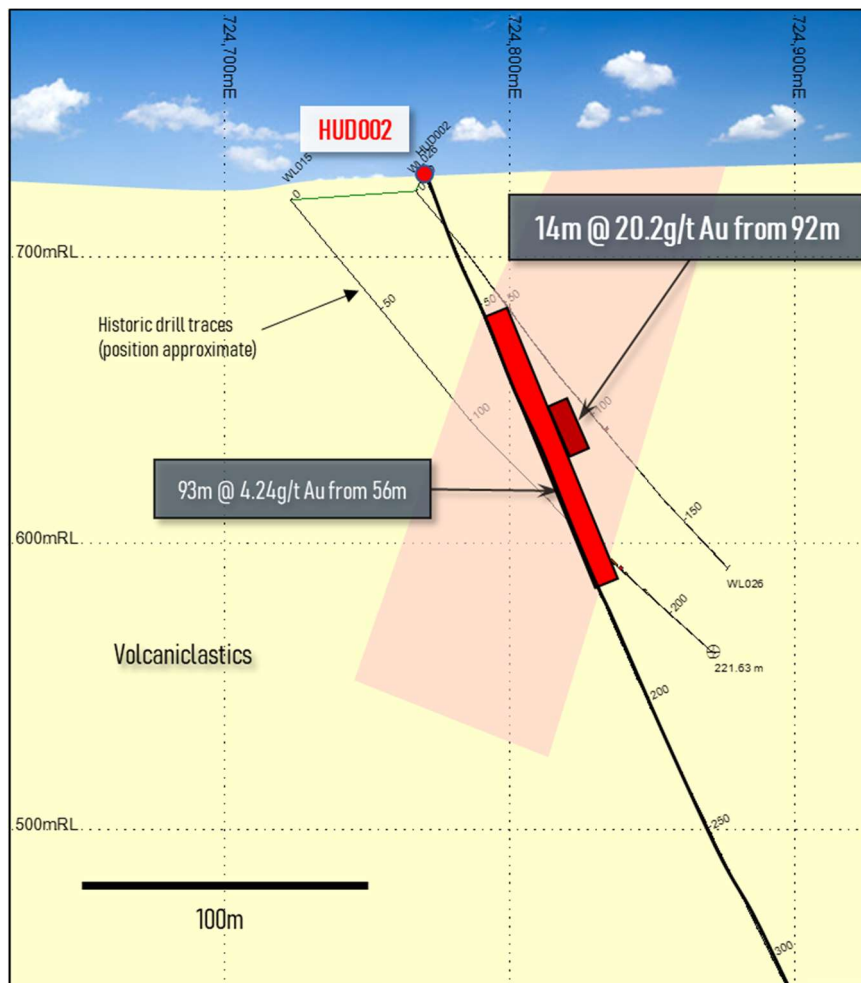 724,700mE
724,800mE
724,900mE
HUD002
WL015
WL026
HUD002
0
0
14m @ 20.2g/t Au from 92m
700mRL
50
50
50
Historic drill traces
(position approximate)
100
100
93m @ 4.24g/t Au from 56m
150
600mRL
WL026
200
Volcaniclastics
221.63 m
200
500mRL
250
100m
300